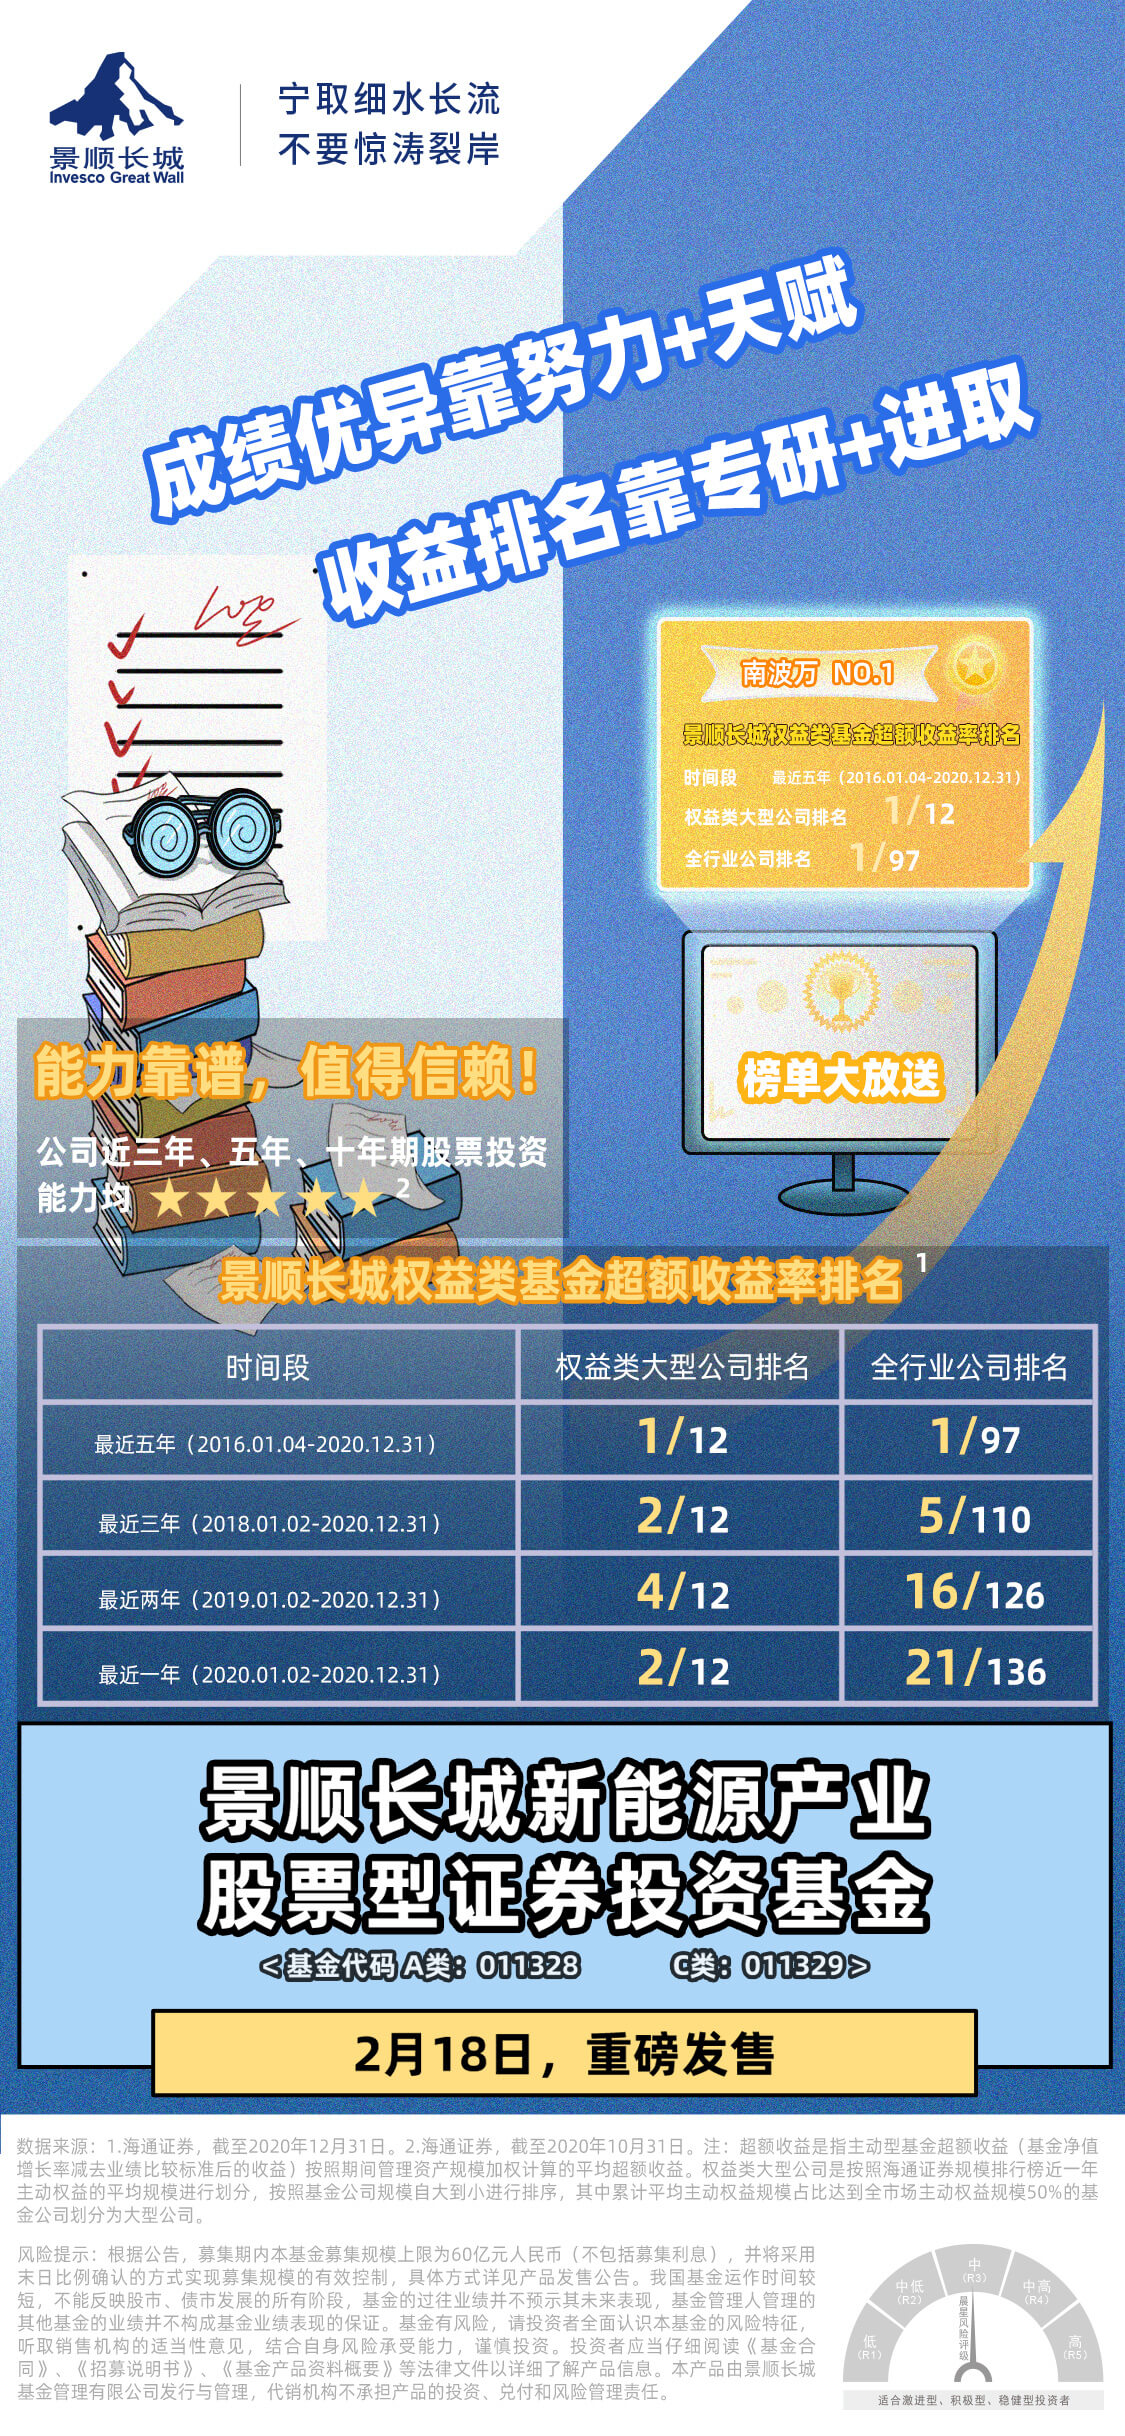 景顺长城
Invesco Great Wall
宁取细水长流
不要惊涛裂岸
成绩优异靠努力+天赋
收益排名靠专研+进取
南波万 NO.1
景顺长城权益类基金超额收益率排名
时间段 最近五年（2016.01.04-2020.12.31）
权益类大型公司排名 1/12
全行业公司排名 1/97
榜单大放送
能力靠谱，值得信赖！
公司近三年、五年、十年期股票投资
能力均 ★★★★★ 2
景顺长城权益类基金超额收益率排名 1
时间段 权益类大型公司排名 全行业公司排名
最近五年（2016.01.04-2020.12.31） 1/12 1/97
最近三年（2018.01.02-2020.12.31） 2/12 5/110
最近两年（2019.01.02-2020.12.31） 4/12 16/126
最近一年（2020.01.02-2020.12.31） 2/12 21/136
景顺长城新能源产业
股票型证券投资基金
<基金代码 A类：011328 C类：011329>
2月18日，重磅发售
数据来源：1.海通证券，截至2020年12月31日。2.海通证券，截至2020年10月31日。注：超额收益是指主动型基金超额收益（基金净值
增长率减去业绩比较标准后的收益）按照期间管理资产规模加权计算的平均超额收益。权益类大型公司是按照海通证券规模排行榜近一年
主动权益的平均规模进行划分，按照基金公司规模自大到小进行排序，其中累计平均主动权益规模占比达到全市场主动权益规模50%的基
金公司划分为大型公司。
风险提示：根据公告，募集期内本基金募集规模上限为60亿元人民币（不包括募集利息），并将采用
末日比例确认的方式实现募集规模的有效控制，具体方式详见产品发售公告。我国基金运作时间较
短，不能反映股市、债市发展的所有阶段，基金的过往业绩并不预示其未来表现，基金管理人管理的
其他基金的业绩并不构成基金业绩表现的保证。基金有风险，请投资者全面认识本基金的风险特征，
听取销售机构的适当性意见，结合自身风险承受能力，谨慎投资。投资者应当仔细阅读《基金合
同》、《招募说明书》、《基金产品资料概要》等法律文件以详细了解产品信息。本产品由景顺长城
基金管理有限公司发行与管理，代销机构不承担产品的投资、兑付和风险管理责任。
低
（R1）
中低
（R2）
中
（R3）
中高
（R4）
高
（R5）
晨星风险评级
适合激进型、积极型、稳健型投资者